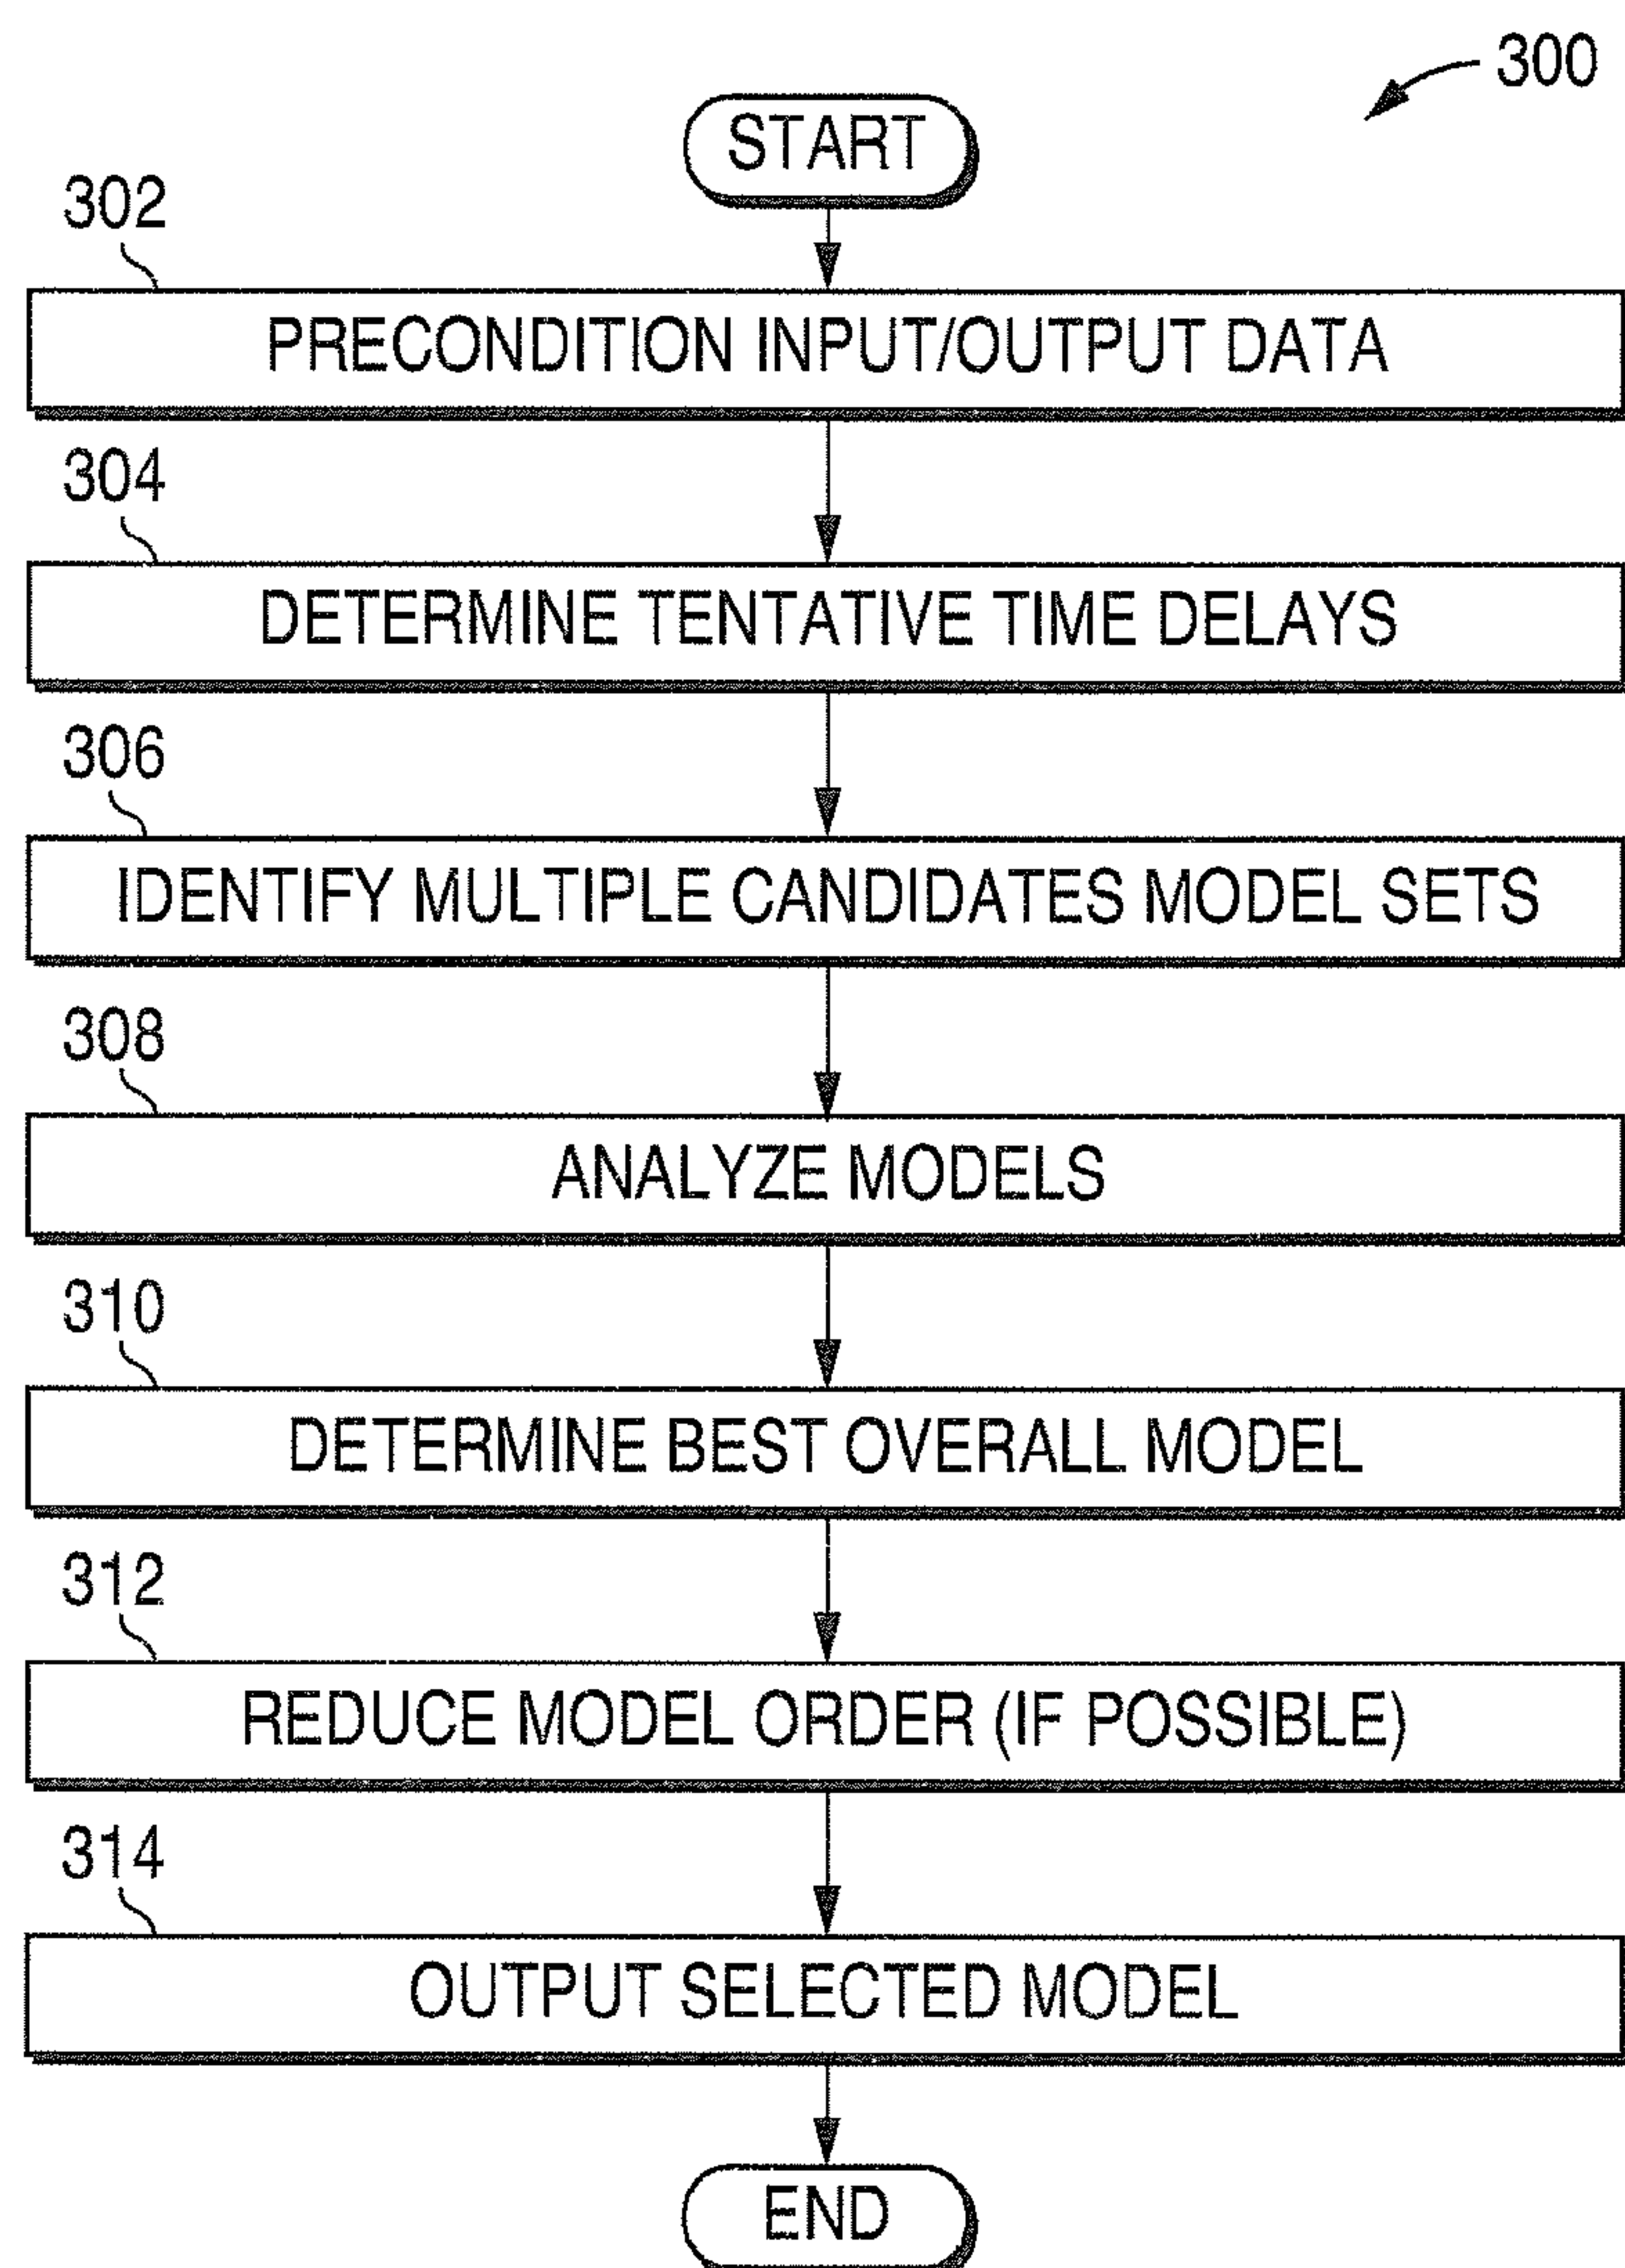 300
START
302
PRECONDITION INPUT/OUTPUT DATA
304
DETERMINE TENTATIVE TIME DELAYS
306
IDENTIFY MULTIPLE CANDIDATES MODEL SETS
308
ANALYZE MODELS
310
DETERMINE BEST OVERALL MODEL
312
REDUCE MODEL ORDER (IF POSSIBLE)
314
OUTPUT SELECTED MODEL
END